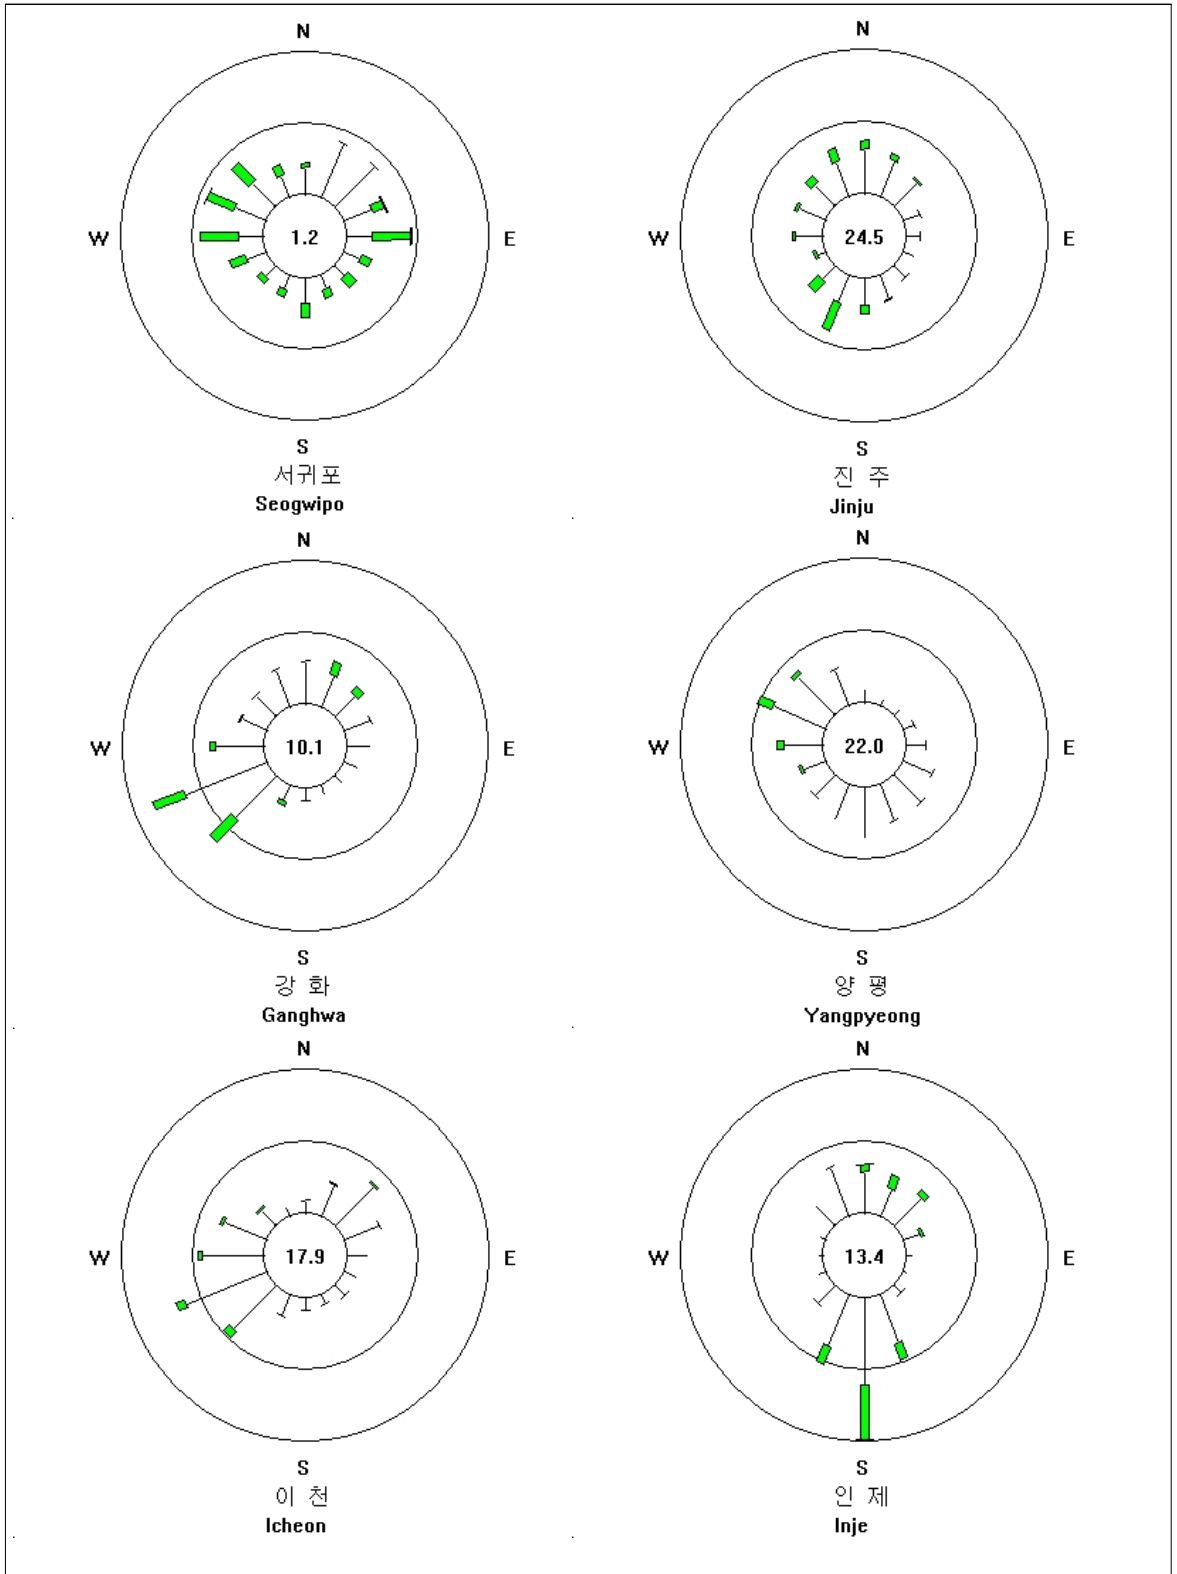 N
N
W
1.2
E
W
24.5
E
S
S
서귀포
진 주
Seogwipo
Jinju
N
N
W
10.1
E
W
22.0
E
S
S
강 화
양 평
Ganghwa
Yangpyeong
N
N
W
17.9
E
W
13.4
E
S
S
이 천
인 제
Icheon
Inje